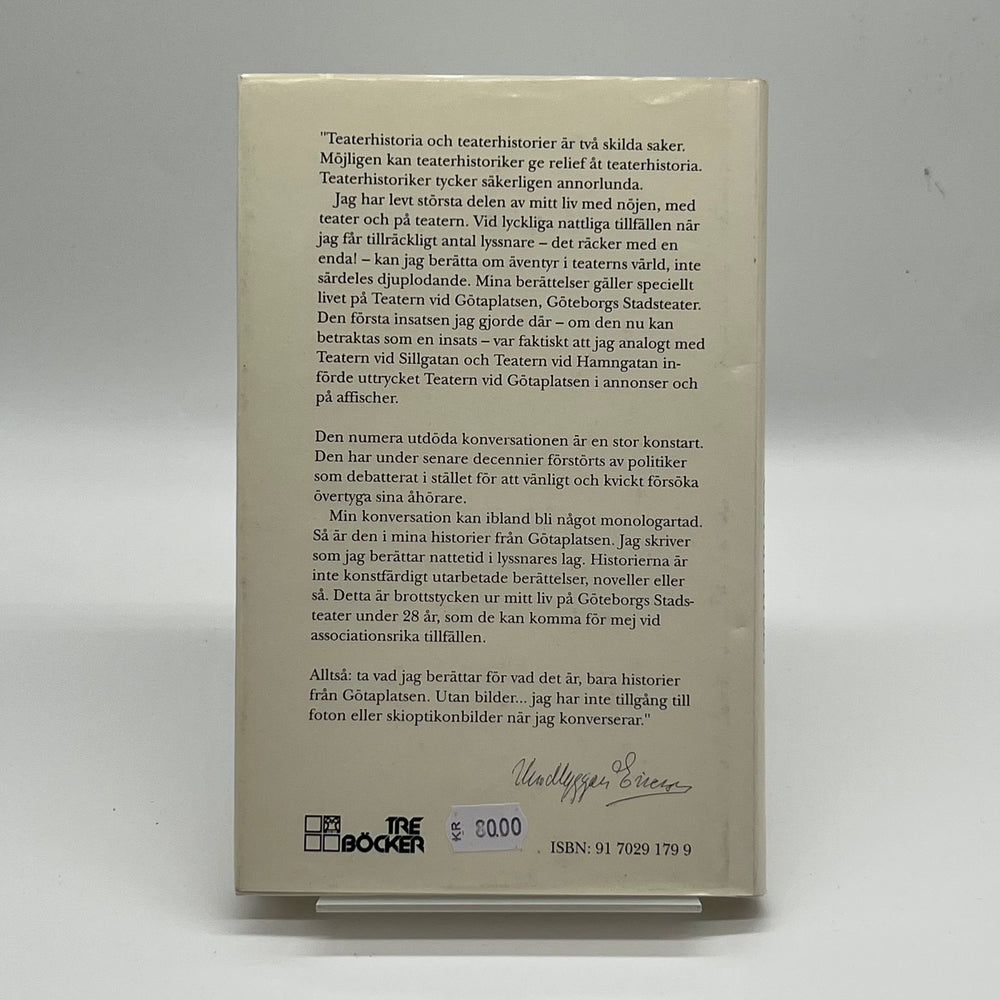 "Teaterhistoria och teaterhistorier är två skilda saker.
Möjligen kan teaterhistoriker ge relief åt teaterhistoria.
Teaterhistoriker tycker säkerligen annorlunda.
Jag har levt största delen av mitt liv med nöjen, med
teater och på teatern. Vid lyckliga nattliga tillfällen när
jag får tillräckligt antal lyssnare – det räcker med en
enda! – kan jag berätta om äventyr i teaterns värld, inte
särdeles djuplodande. Mina berättelser gäller speciellt
livet på Teatern vid Götaplatsen, Göteborgs Stadsteater.
Den första insatsen jag gjorde där – om den nu kan
betraktas som en insats – var faktiskt att jag analogt med
Teatern vid Sillgatan och Teatern vid Hamngatan in-
förde uttrycket Teatern vid Götaplatsen i annonser och
på affischer.
Den numera utdöda konversationen är en stor konstart.
Den har under senare decennier förstörts av politiker
som debatterat i stället för att vänligt och kvickt försöka
övertyga sina åhörare.
Min konversation kan ibland bli något monologartad.
Så är den i mina historier från Götaplatsen. Jag skriver
som jag berättar nattetid i lyssnares lag. Historierna är
inte konstfärdigt utarbetade berättelser, noveller eller
så. Detta är brottstycken ur mitt liv på Göteborgs Stads-
teater under 28 år, som de kan komma för mej vid
associationsrika tillfällen.
Alltså: ta vad jag berättar för vad det är, bara historier
från Götaplatsen. Utan bilder... jag har inte tillgång till
foton eller skioptikonbilder när jag konverserar."
TRE
BÖCKER
KR 80.00
ISBN: 91 7029 179 9